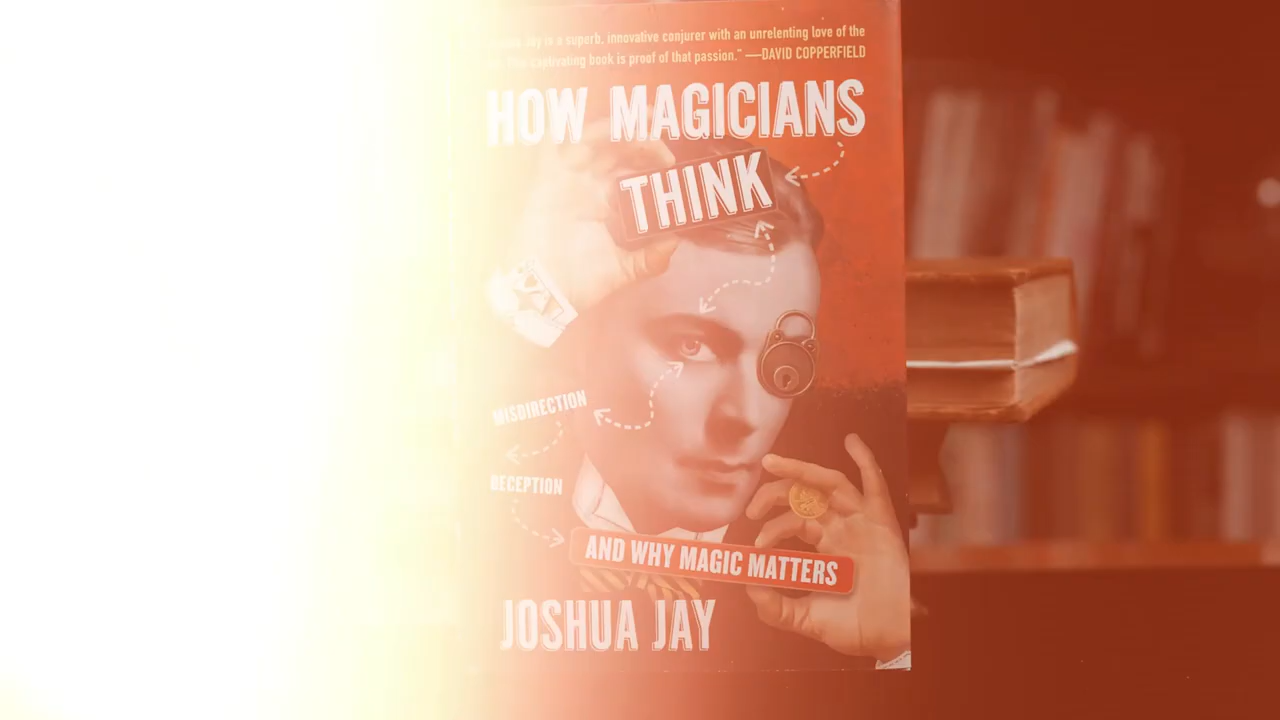 Jay is a superb, innovative conjurer with an unrelenting love of the
captivating book is proof of that passion." —DAVID COPPERFIELD
HOW MAGICIANS
THINK
MISDIRECTION
DECEPTION
AND WHY MAGIC MATTERS
JOSHUA JAY